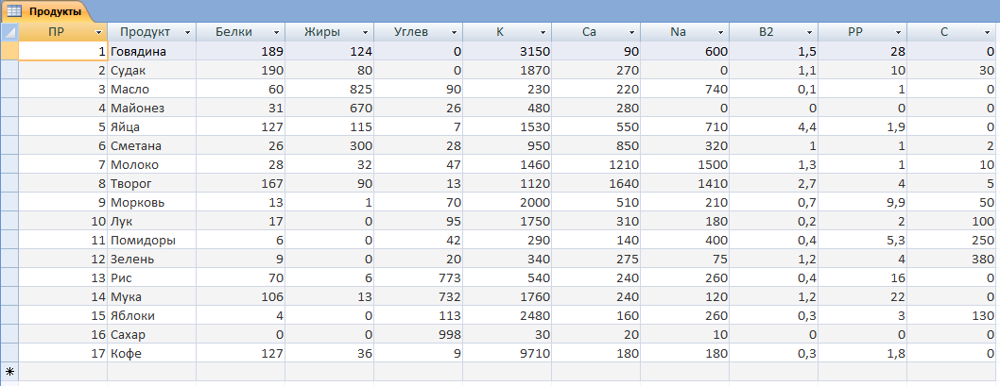 Продукты
ПР Продукт Белки Жиры Углев K Ca Na B2 PP C
1 Говядина 189 124 0 3150 90 600 1,5 28 0
2 Судак 190 80 0 1870 270 0 1,1 10 30
3 Масло 60 825 90 230 220 740 0,1 1 0
4 Майонез 31 670 26 480 280 0 0 0 0
5 Яйца 127 115 7 1530 550 710 4,4 1,9 0
6 Сметана 26 300 28 950 850 320 1 1 2
7 Молоко 28 32 47 1460 1210 1500 1,3 1 10
8 Творог 167 90 13 1120 1640 1410 2,7 4 5
9 Морковь 13 1 70 2000 510 210 0,7 9,9 50
10 Лук 17 0 95 1750 310 180 0,2 2 100
11 Помидоры 6 0 42 290 140 400 0,4 5,3 250
12 Зелень 9 0 20 340 275 75 1,2 4 380
13 Рис 70 6 773 540 240 260 0,4 16 0
14 Мука 106 13 732 1760 240 120 1,2 22 0
15 Яблоки 4 0 113 2480 160 260 0,3 3 130
16 Сахар 0 0 998 30 20 10 0 0 0
17 Кофе 127 36 9 9710 180 180 0,3 1,8 0